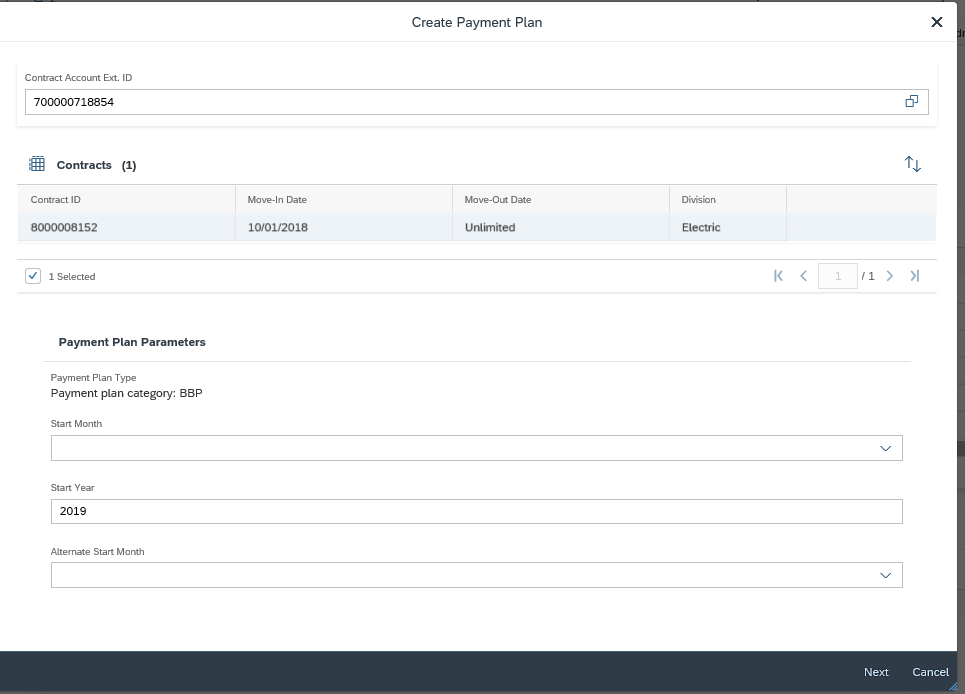 Create Payment Plan
Contract Account Ext. ID
700000718854
Contracts (1)
Contract ID Move-In Date Move-Out Date Division
8000008152 10/01/2018 Unlimited Electric
1 Selected 1 / 1
Payment Plan Parameters
Payment Plan Type
Payment plan category: BBP
Start Month
Start Year
2019
Alternate Start Month
Next Cancel